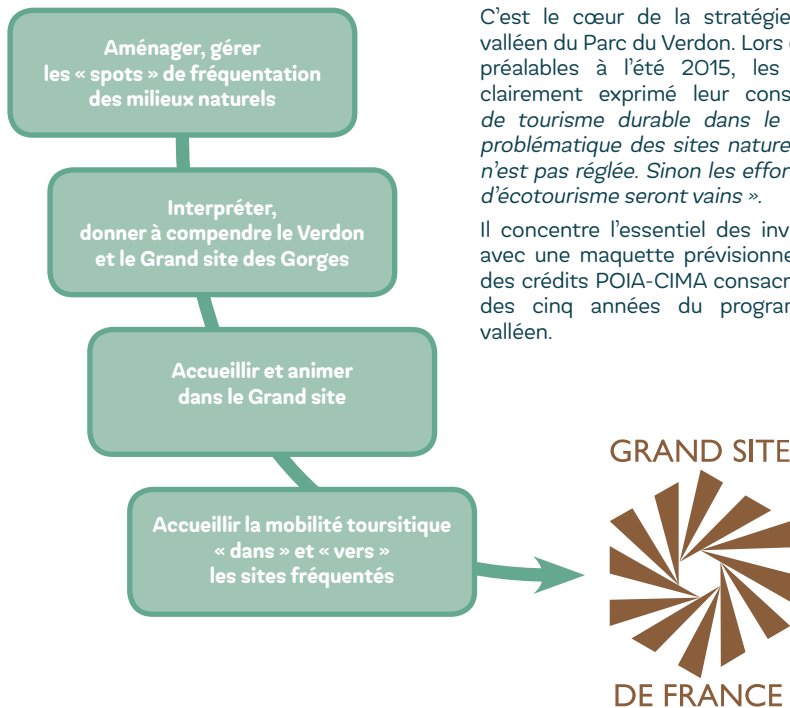 Aménager, gérer
les « spots » de fréquentation
des milieux naturels
Interpréter,
donner à compendre le Verdon
et le Grand site des Gorges
Accueillir et animer
dans le Grand site
Accueillir la mobilité toursitique
« dans » et « vers »
les sites fréquentés
C’est le cœur de la stratégie
valléen du Parc du Verdon. Lors
préalables à l’été 2015, les
clairement exprimé leur cons
de tourisme durable dans le
problématique des sites nature
n’est pas réglée. Sinon les effor
d’écotourisme seront vains ».
Il concentre l’essentiel des inv
avec une maquette prévisionne
des crédits POIA-CIMA consacr
des cinq années du progra
valléen.
GRAND SITE
DE FRANCE